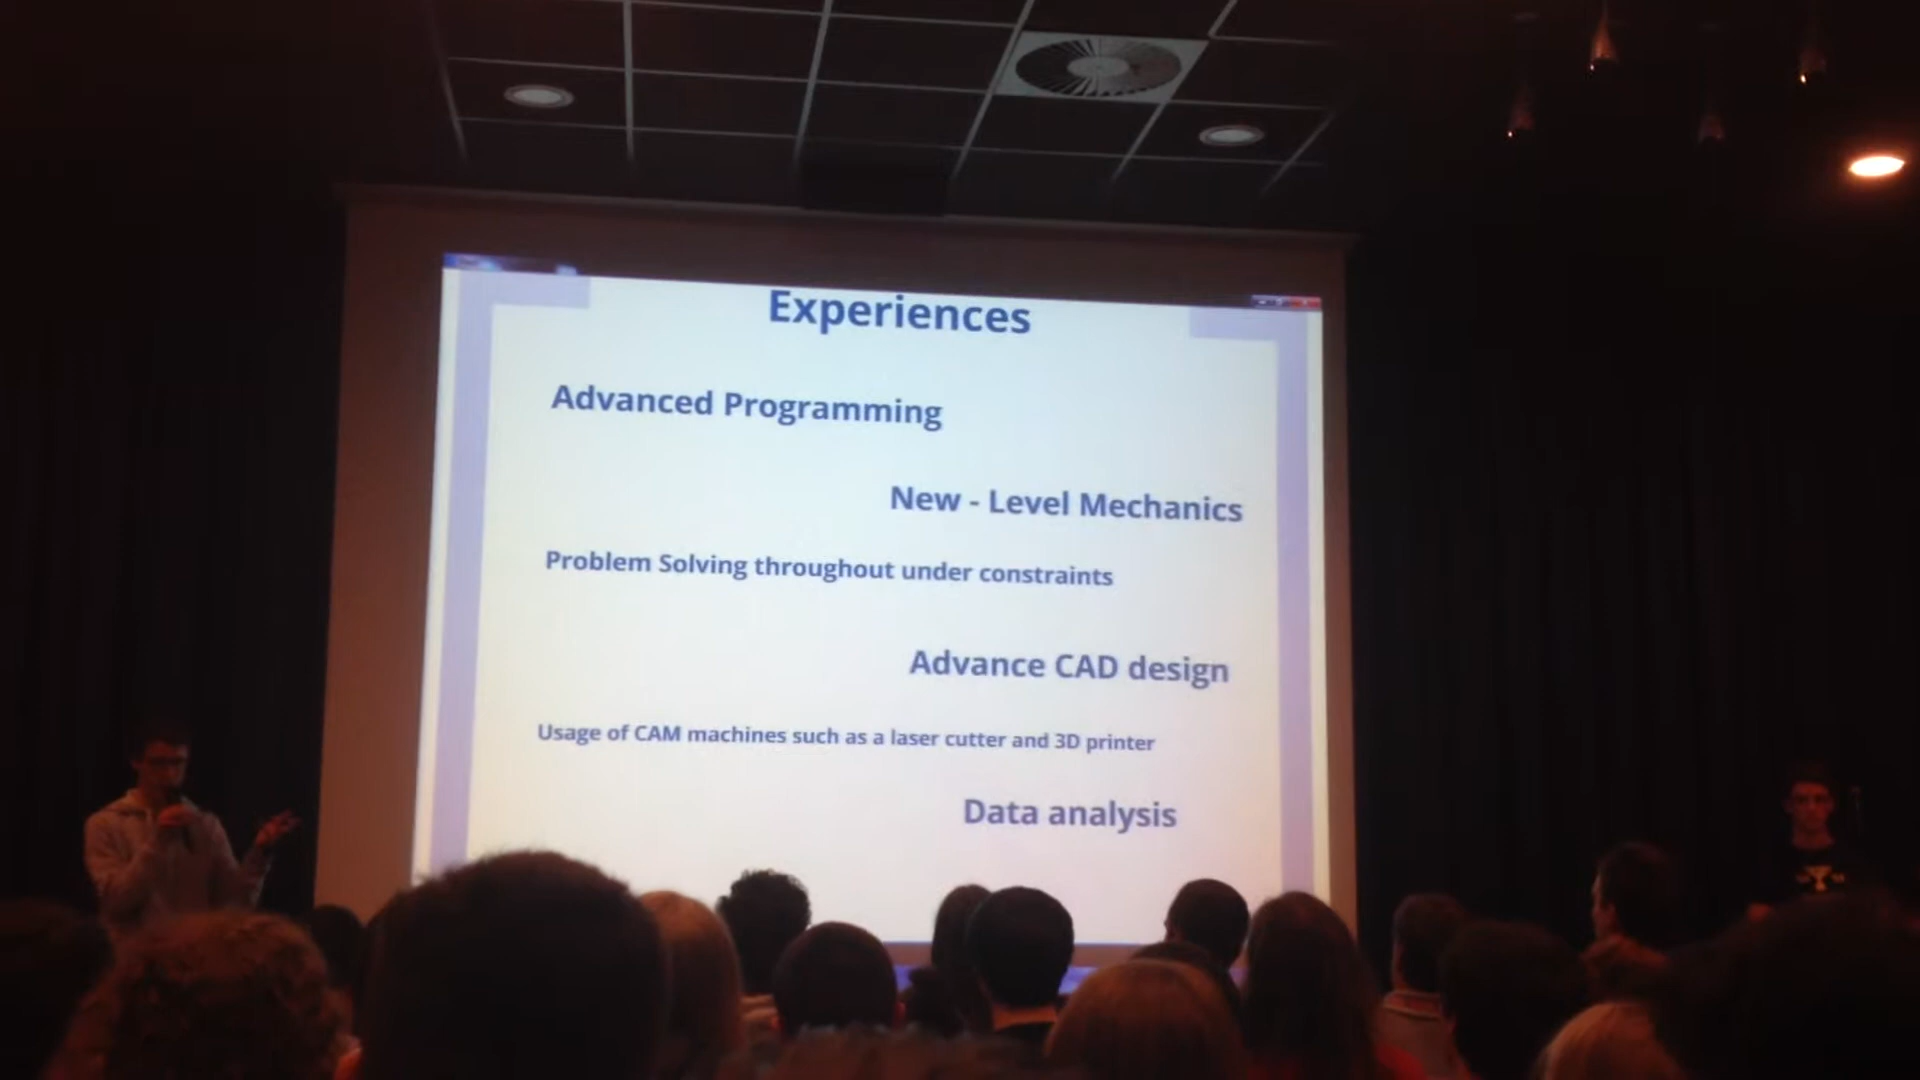 Experiences
Advanced Programming
New - Level Mechanics
Problem Solving throughout under constraints
Advance CAD design
Usage of CAM machines such as a laser cutter and 3D printer
Data analysis